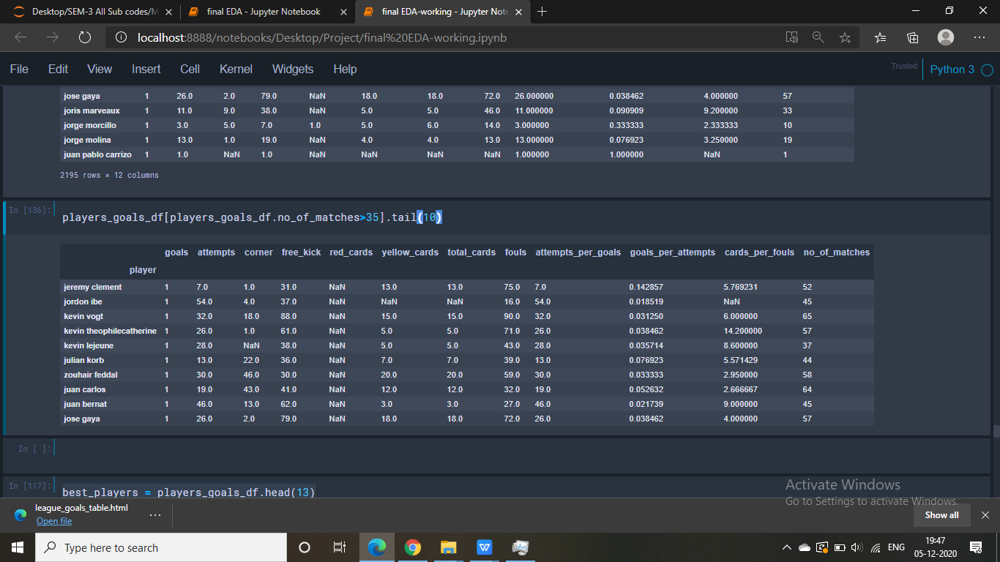 Desktop/SEM-3 All Sub codes/M final EDA - Jupyter Notebook final EDA-working - Jupyter Note
localhost:8888/notebooks/Desktop/Project/final%20EDA-working.ipynb
File Edit View Insert Cell Kernel Widgets Help Trusted Python 3
jose gaya 1 26.0 2.0 79.0 NaN 18.0 18.0 72.0 26.000000 0.038462 4.000000 57
joris marveaux 1 11.0 9.0 38.0 NaN 5.0 5.0 46.0 11.000000 0.090909 9.200000 33
jorge morcillo 1 3.0 5.0 7.0 1.0 5.0 6.0 14.0 3.000000 0.333333 2.333333 10
jorge molina 1 13.0 1.0 19.0 NaN 4.0 4.0 13.0 13.000000 0.076923 3.250000 19
juan pablo carrizo 1 1.0 NaN 1.0 NaN NaN NaN NaN 1.000000 1.000000 NaN 1
2195 rows × 12 columns
In [136]: players_goals_df[players_goals_df.no_of_matches>35].tail(10)
goals attempts corner free_kick red_cards yellow_cards total_cards fouls attempts_per_goals goals_per_attempts cards_per_fouls no_of_matches
player
jeremy clement 1 7.0 1.0 31.0 NaN 13.0 13.0 75.0 7.0 0.142857 5.769231 52
jordon ibe 1 54.0 4.0 37.0 NaN NaN NaN 16.0 54.0 0.018519 NaN 45
kevin vogt 1 32.0 18.0 88.0 NaN 15.0 15.0 90.0 32.0 0.031250 6.000000 65
kevin theophilecatherine 1 26.0 1.0 61.0 NaN 5.0 5.0 71.0 26.0 0.038462 14.200000 57
kevin lejeune 1 28.0 NaN 38.0 NaN 5.0 5.0 43.0 28.0 0.035714 8.600000 37
julian korb 1 13.0 22.0 36.0 NaN 7.0 7.0 39.0 13.0 0.076923 5.571429 44
zouhair feddal 1 30.0 46.0 30.0 NaN 20.0 20.0 59.0 30.0 0.033333 2.950000 58
juan carlos 1 19.0 43.0 41.0 NaN 12.0 12.0 32.0 19.0 0.052632 2.666667 64
juan bernat 1 46.0 13.0 62.0 NaN 3.0 3.0 27.0 46.0 0.021739 9.000000 45
jose gaya 1 26.0 2.0 79.0 NaN 18.0 18.0 72.0 26.0 0.038462 4.000000 57
In [ ]:
In [117]: best_players = players_goals_df.head(13)
Activate Windows
Go to Settings to activate Windows.
league_goals_table.html
Open file
Show all
Type here to search
ENG
19:47
05-12-2020